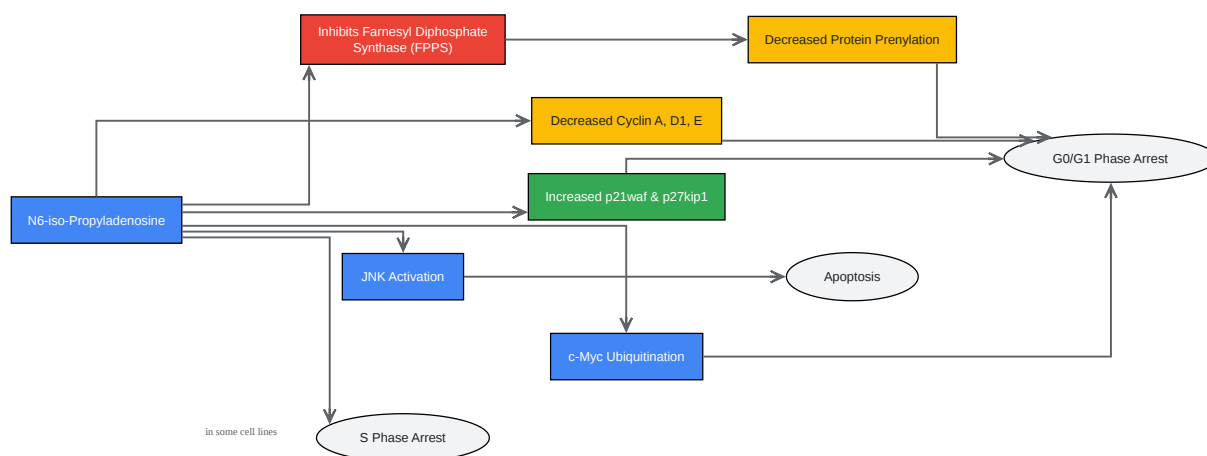 Inhibits Farnesyl Diphosphate
Synthase (FPPS)
Decreased Protein Prenylation
Decreased Cyclin A, D1, E
G0/G1 Phase Arrest
Increased p21waf & p27kip1
N6-iso-Propyladenosine
JNK Activation
Apoptosis
c-Myc Ubiquitination
in some cell lines
S Phase Arrest